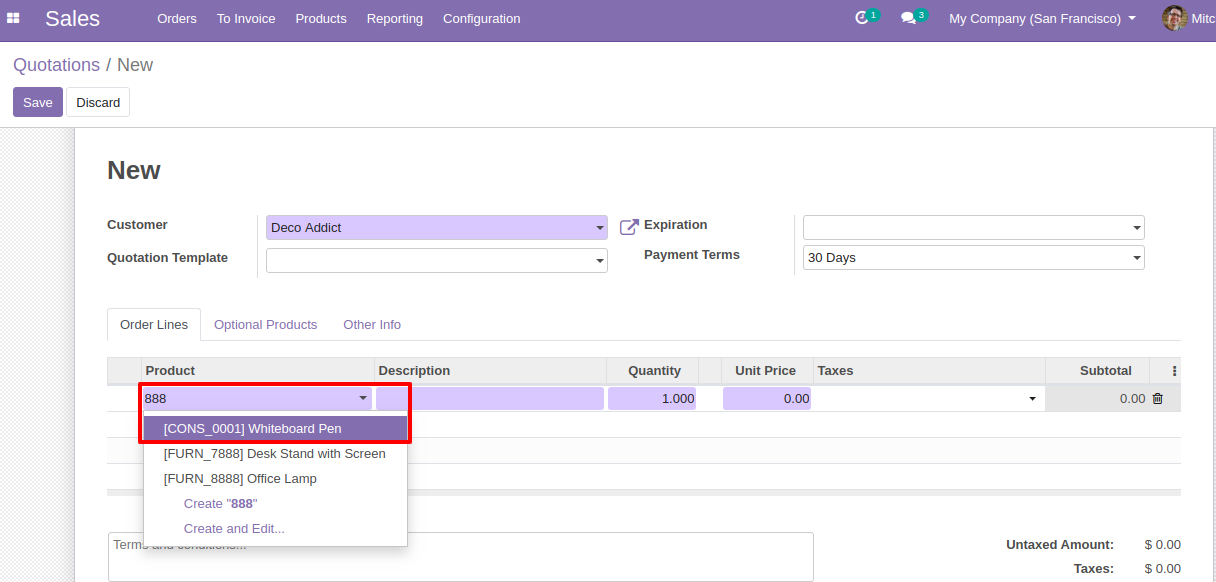 Sales Orders To Invoice Products Reporting Configuration 1 3 My Company (San Francisco) Mitc
Quotations / New
Save Discard
New
Customer Deco Addict Expiration
Quotation Template Payment Terms 30 Days
Order Lines Optional Products Other Info
Product Description Quantity Unit Price Taxes Subtotal
888 1.000 0.00 0.00
[CONS_0001] Whiteboard Pen
[FURN_7888] Desk Stand with Screen
[FURN_8888] Office Lamp
Create "888"
Create and Edit...
Terms and conditions...
Untaxed Amount: $ 0.00
Taxes: $ 0.00